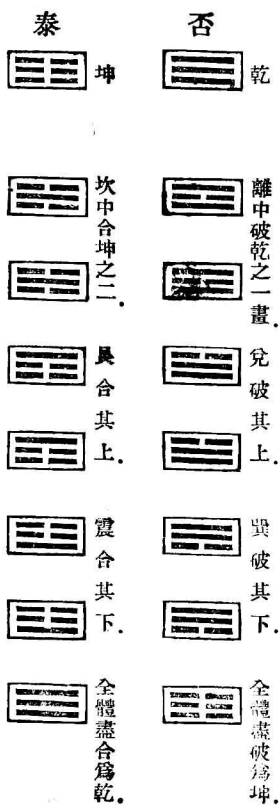 否
乾
離中破乾之一畫.
兌破其上.
巽破其下.
全體盡破為坤.
泰
坤
坎中合坤之二.
艮合其上.
震合其下.
全體盡合為乾.